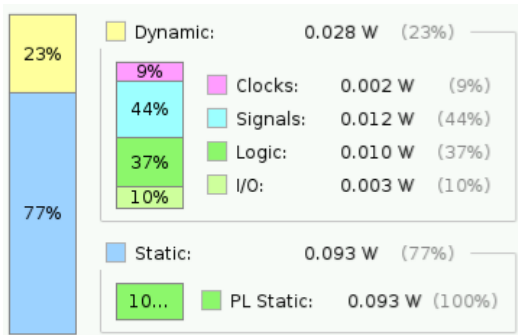 23%
77%
Dynamic: 0.028 W (23%)
9%
44%
37%
10%
Clocks: 0.002 W (9%)
Signals: 0.012 W (44%)
Logic: 0.010 W (37%)
I/O: 0.003 W (10%)
Static: 0.093 W (77%)
10...
PL Static: 0.093 W (100%)